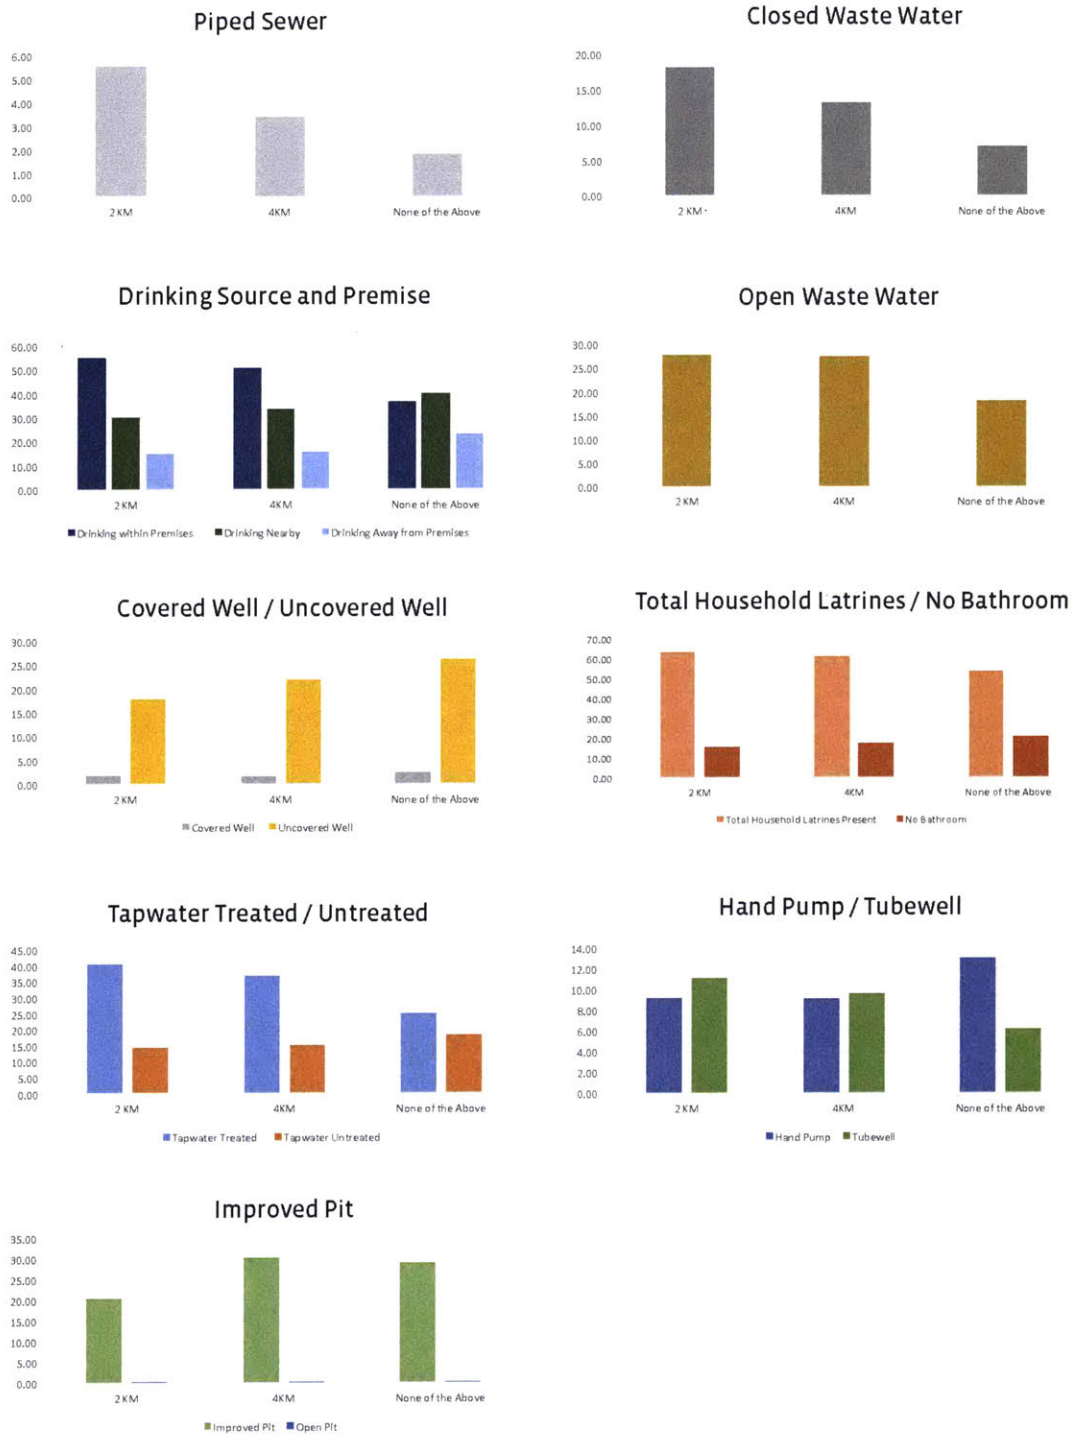 Piped Sewer
6.00
5.00
4.00
3.00
2.00
1.00
0.00
2 KM
4KM
None of the Above
Closed Waste Water
20.00
15.00
10.00
5.00
0.00
2 KM
4KM
None of the Above
Drinking Source and Premise
60.00
50.00
40.00
30.00
20.00
10.00
0.00
2 KM
4KM
None of the Above
Drinking within Premises
Drinking Nearby
Drinking Away from Premises
Open Waste Water
30.00
25.00
20.00
15.00
10.00
5.00
0.00
2 KM
4KM
None of the Above
Covered Well / Uncovered Well
30.00
25.00
20.00
15.00
10.00
5.00
0.00
2 KM
4KM
None of the Above
Covered Well
Uncovered Well
Total Household Latrines / No Bathroom
70.00
60.00
50.00
40.00
30.00
20.00
10.00
0.00
2 KM
4KM
None of the Above
Total Household Latrines Present
No Bathroom
Tapwater Treated / Untreated
45.00
40.00
35.00
30.00
25.00
20.00
15.00
10.00
5.00
0.00
2 KM
4KM
None of the Above
Tapwater Treated
Tapwater Untreated
Hand Pump / Tubewell
14.00
12.00
10.00
8.00
6.00
4.00
2.00
0.00
2 KM
4KM
None of the Above
Hand Pump
Tubewell
Improved Pit
35.00
30.00
25.00
20.00
15.00
10.00
5.00
0.00
2 KM
4KM
None of the Above
Improved Pit
Open Pit